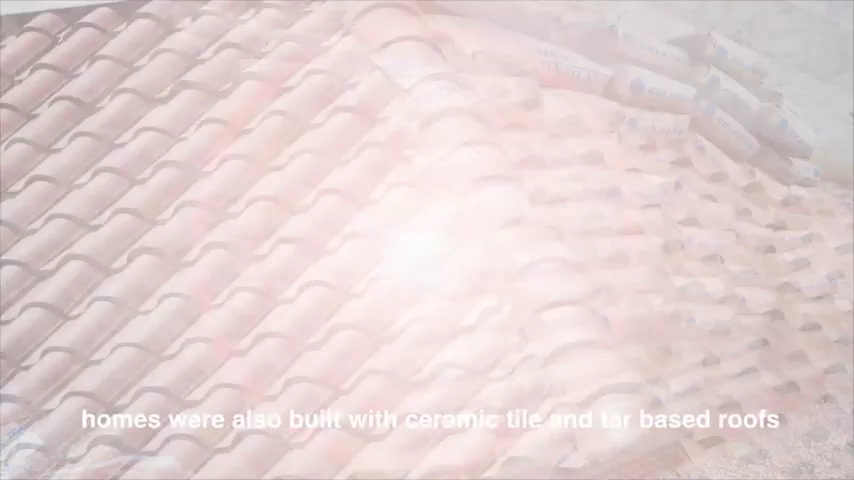 homes were also built with ceramic tile and tar based roofs